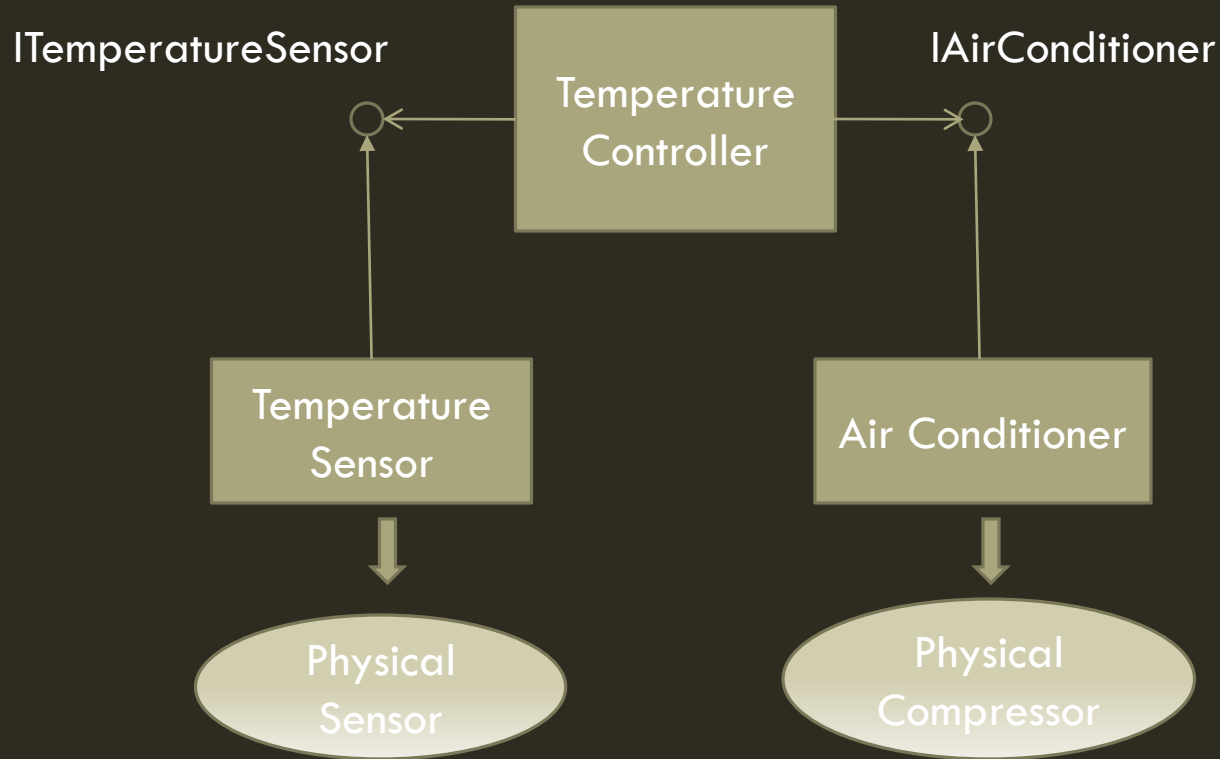 ITemperatureSensor
IAirConditioner
Temperature
Controller
Temperature
Sensor
Air Conditioner
Physical
Sensor
Physical
Compressor